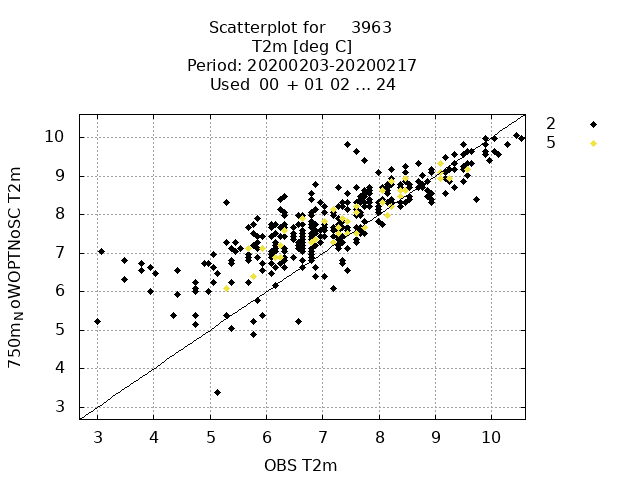 Scatterplot for 3963
T2m [deg C]
Period: 20200203-20200217
Used 00 + 01 02 ... 24
2
5
750m_NoWOPTNoSC T2m
10
9
8
7
6
5
4
3
3 4 5 6 7 8 9 10
OBS T2m